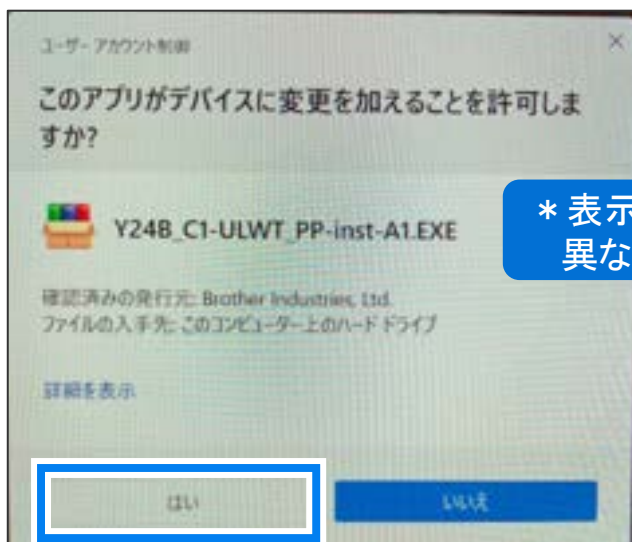 ユーザー アカウント制御
このアプリがデバイスに変更を加えることを許可しま
すか?
Y24B_C1-ULWT_PP-inst-A1.EXE
*表示
異な
確認済みの発行元: Brother Industries, Ltd.
ファイルの入手先: このコンピューター上のハード ドライブ
詳細を表示
はい
いいえ